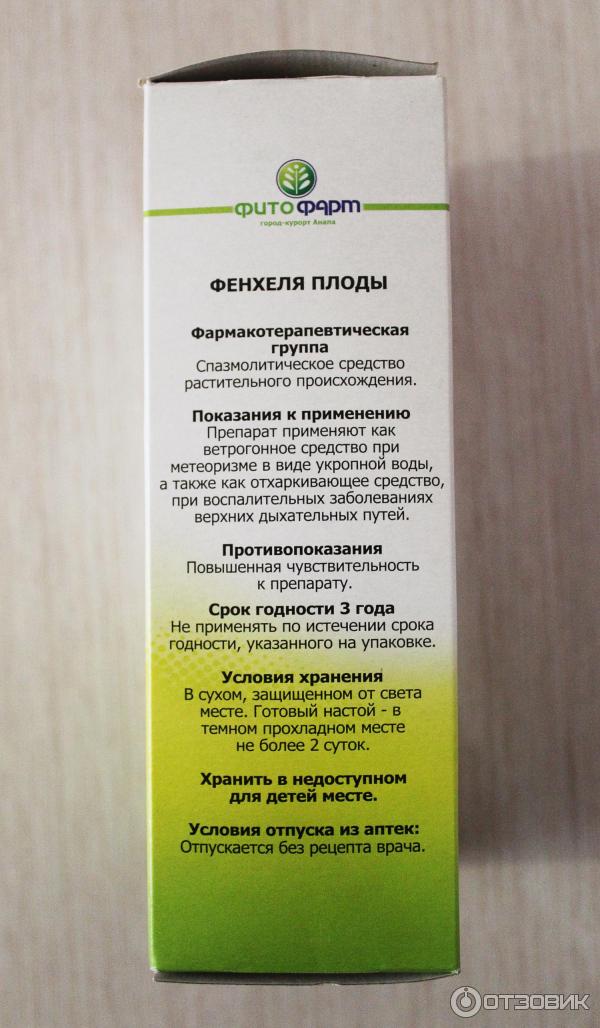 ФИТОФАРМ
город-курорт Анапа
ФЕНХЕЛЯ ПЛОДЫ
Фармакотерапевтическая
группа
Спазмолитическое средство
растительного происхождения.
Показания к применению
Препарат применяют как
ветрогонное средство при
метеоризме в виде укропной воды,
а также как отхаркивающее средство,
при воспалительных заболеваниях
верхних дыхательных путей.
Противопоказания
Повышенная чувствительность
к препарату.
Срок годности 3 года
Не применять по истечении срока
годности, указанного на упаковке.
Условия хранения
В сухом, защищенном от света
месте. Готовый настой - в
темном прохладном месте
не более 2 суток.
Хранить в недоступном
для детей месте.
Условия отпуска из аптек:
Отпускается без рецепта врача.
ОТЗОВИК